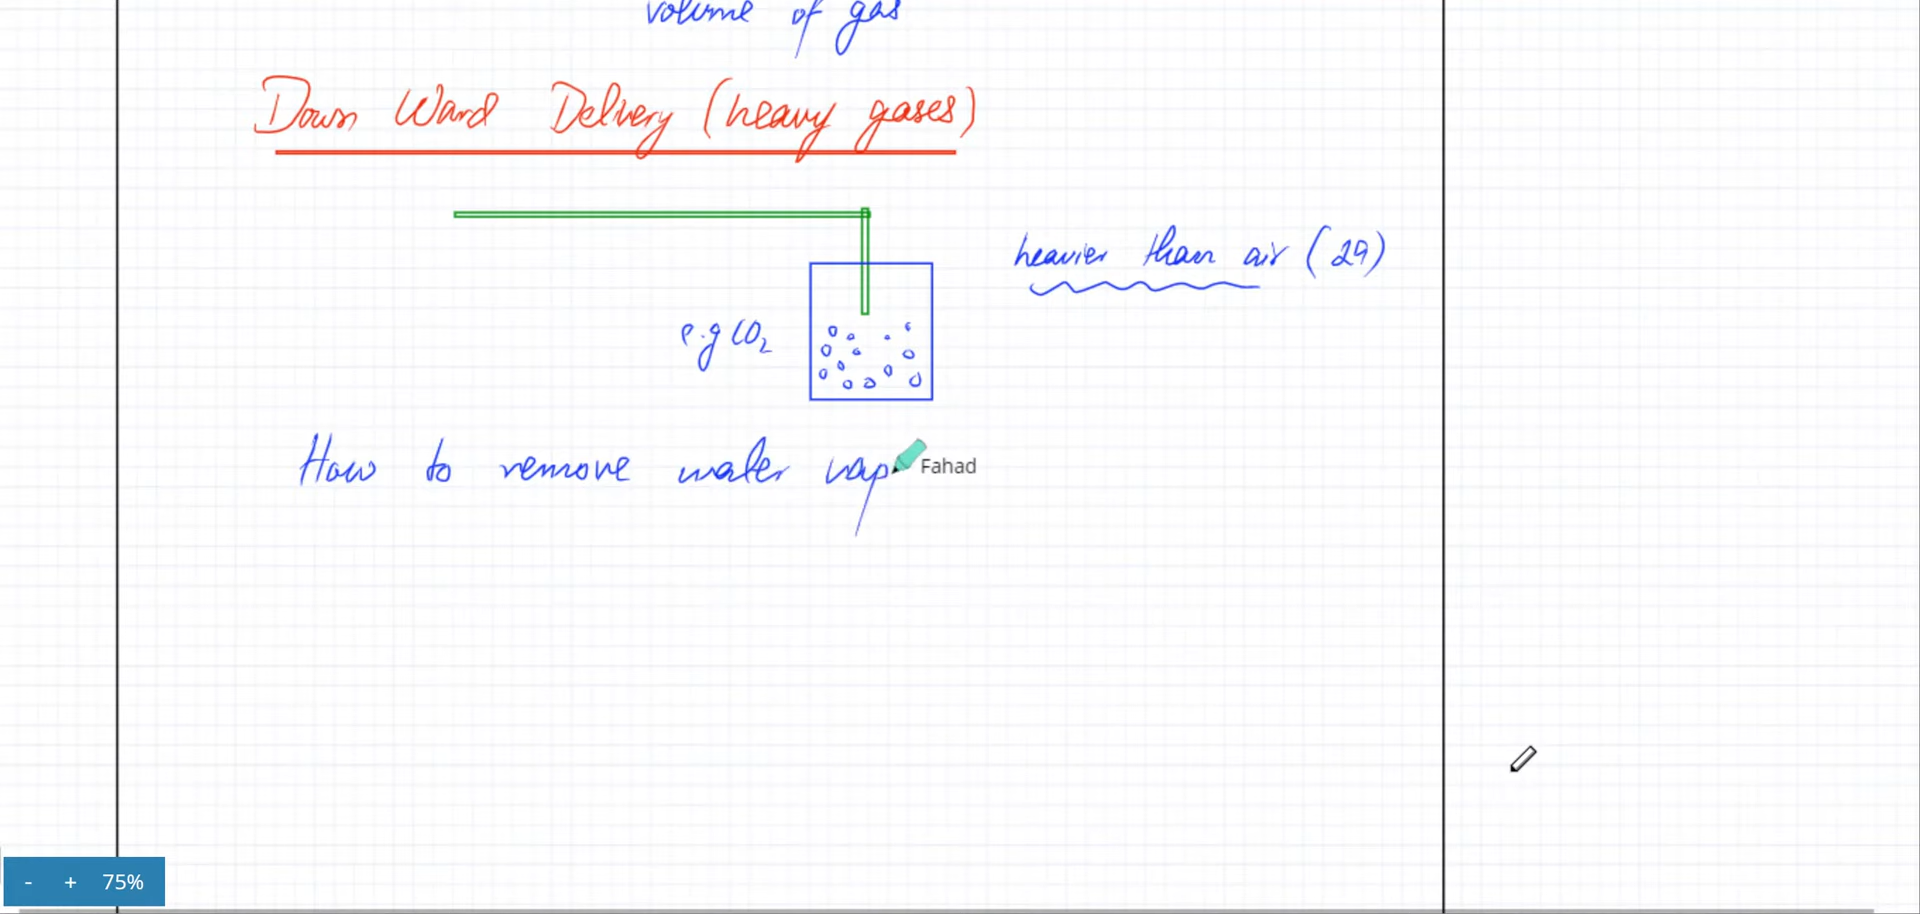 volume of gas
Down Ward Delivery (heavy gases)
heavier than air (29)
e.g CO₂
How to remove water vap
Fahad
- + 75%